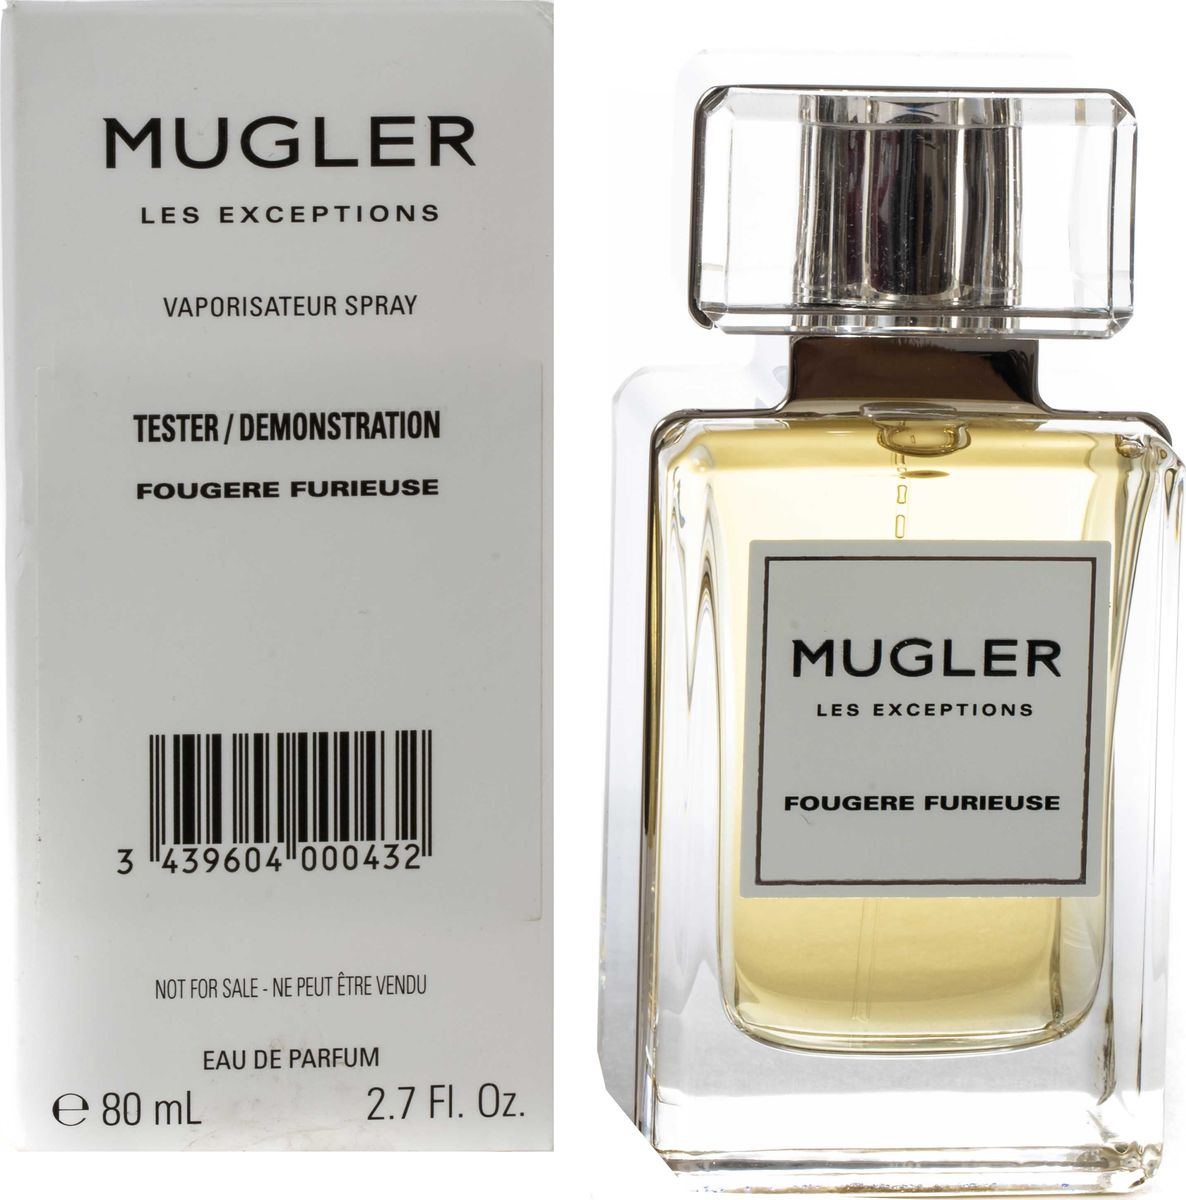 MUGLER
LES EXCEPTIONS
VAPORISATEUR SPRAY
TESTER / DEMONSTRATION
FOUGERE FURIEUSE
3 439604 000432
NOT FOR SALE - NE PEUT ÊTRE VENDU
EAU DE PARFUM
℮ 80 mL 2.7 Fl. Oz.
MUGLER
LES EXCEPTIONS
FOUGERE FURIEUSE